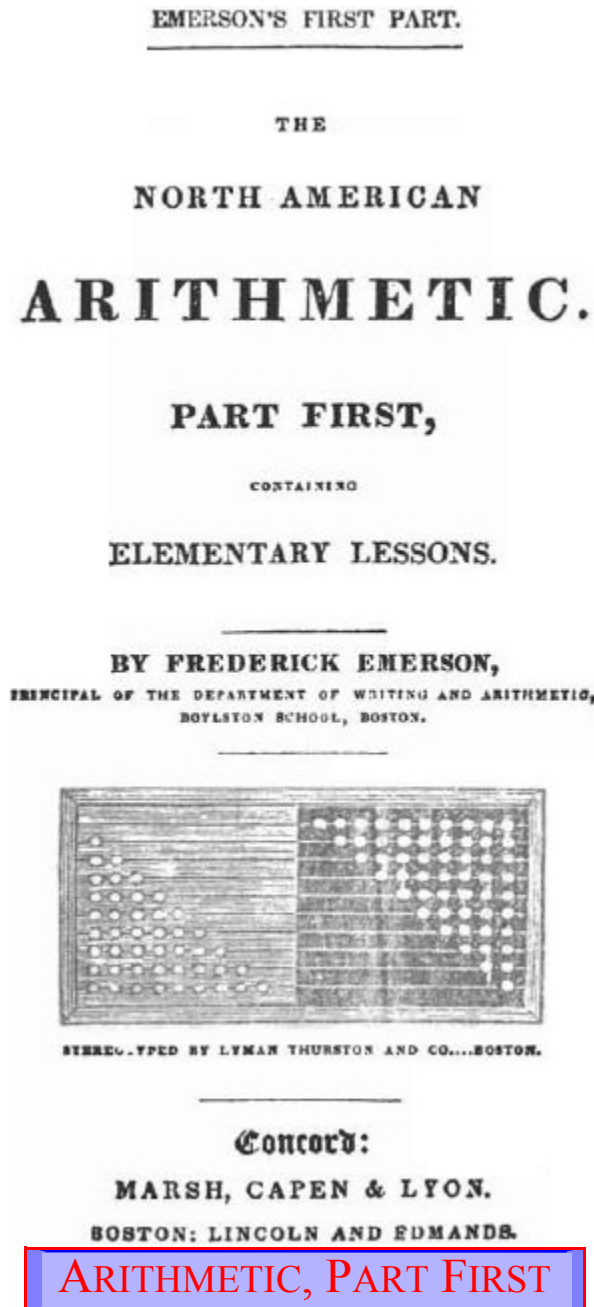 EMERSON'S FIRST PART.
THE
NORTH AMERICAN
ARITHMETIC.
PART FIRST,
CONTAINING
ELEMENTARY LESSONS.
BY FREDERICK EMERSON,
PRINCIPAL OF THE DEPARTMENT OF WRITING AND ARITHMETIC,
BOYLSTON SCHOOL, BOSTON.
STEREOTYPED BY LYMAN THURSTON AND CO....BOSTON.
Concord:
MARSH, CAPEN & LYON.
BOSTON: LINCOLN AND EDMANDS.
ARITHMETIC, PART FIRST